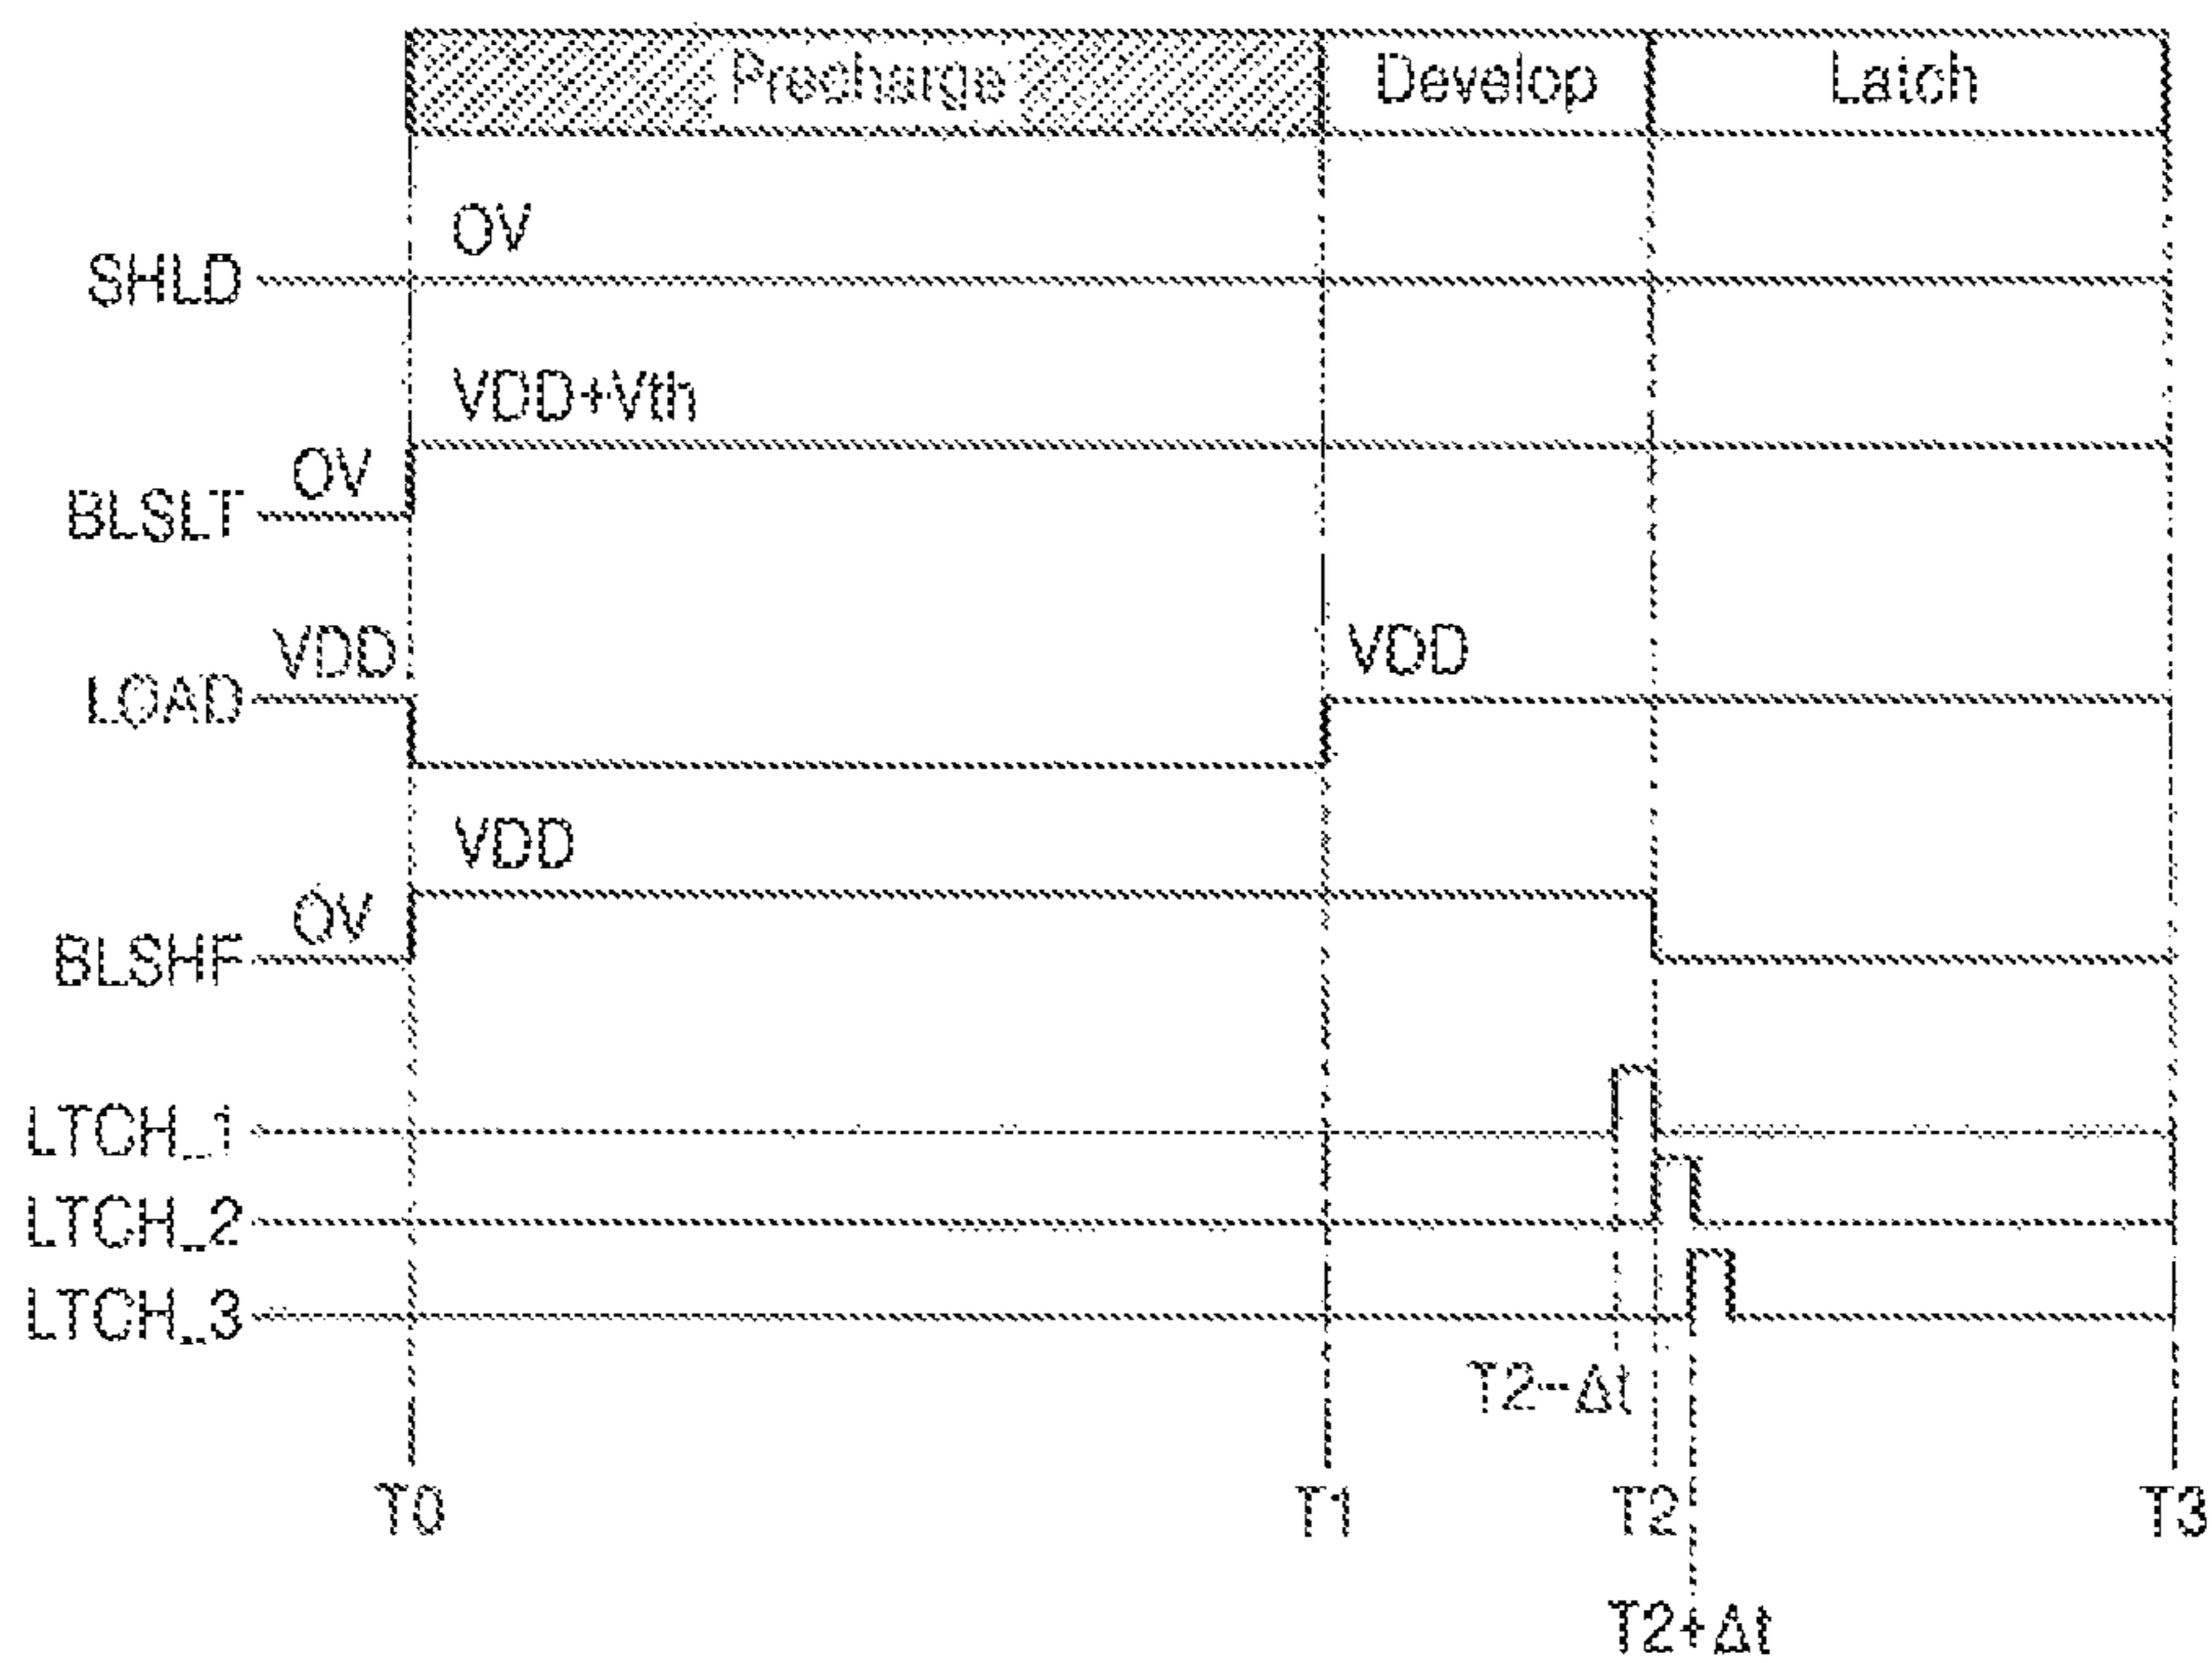 Precharge Develop Latch
SHLD 0V
VDD+Vth
BLSLT 0V
LOAD VDD VDD
VDD
BLSHF 0V
LTCH_1
LTCH_2
LTCH_3
T2-Δt
T0 T1 T2 T3
T2+Δt